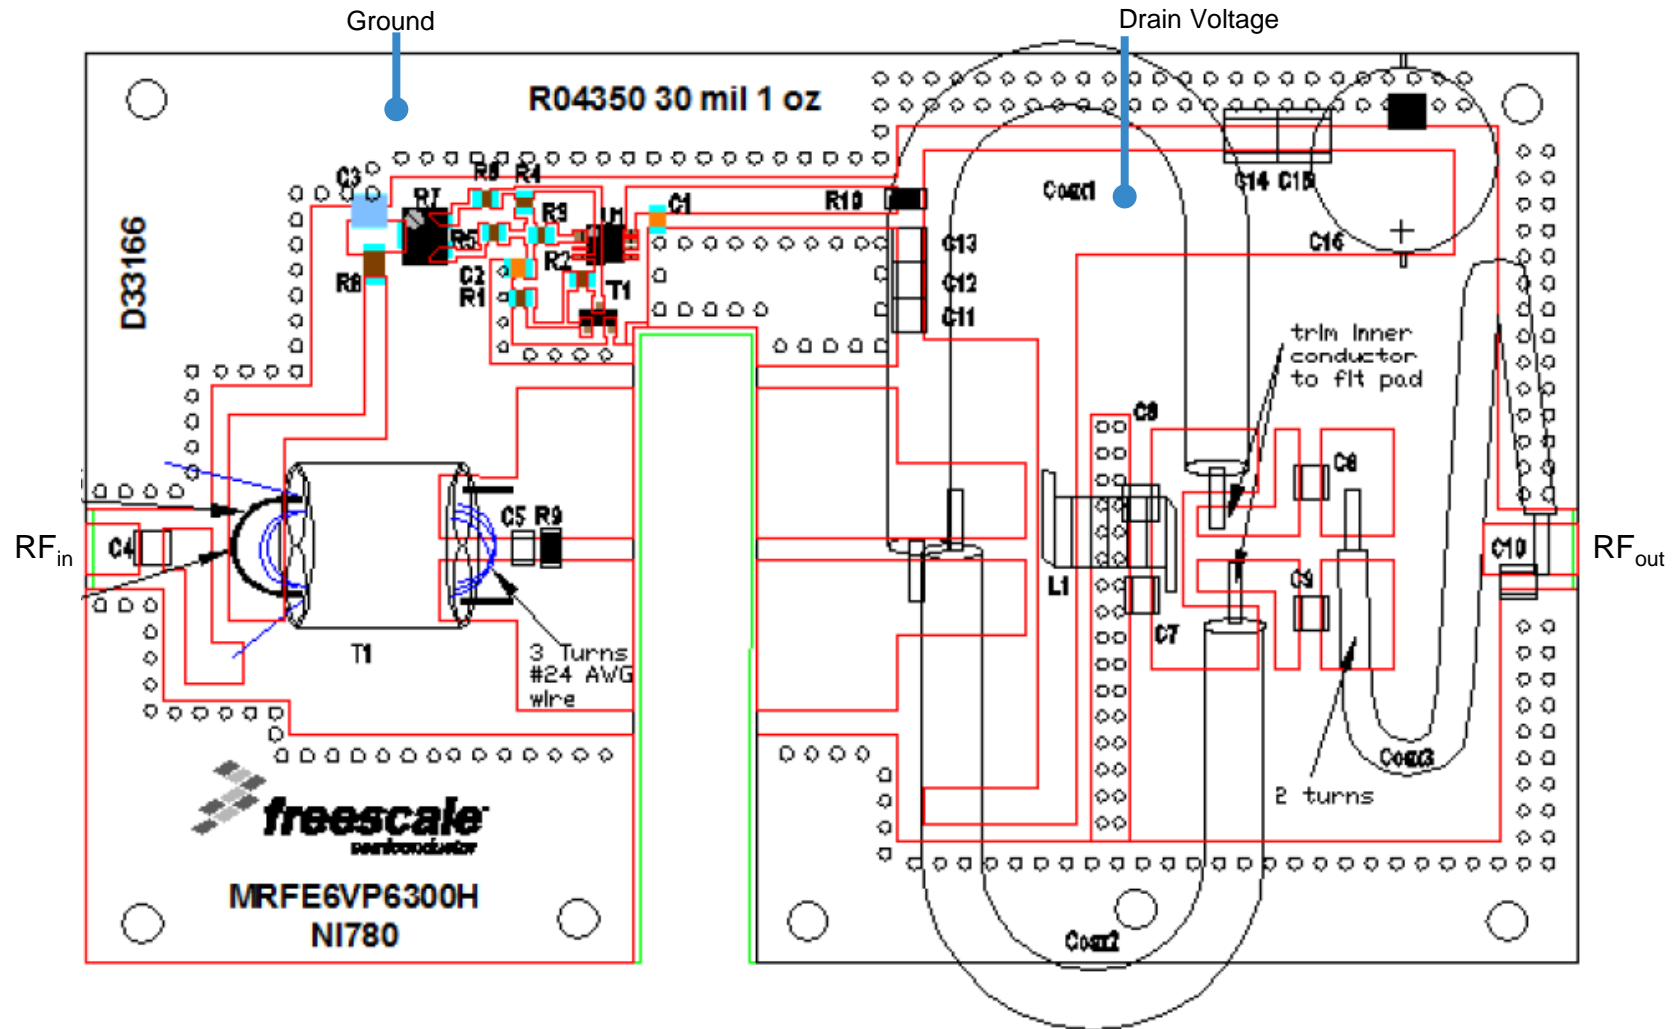 Ground
Drain Voltage
R04350 30 mil 1 oz
D33166
C3
R7
R6
R4
R3
U1
C1
R5
R2
C2
R1
T1
R8
R10
Coax1
C13
C12
C11
C14
C15
C16
trim inner
conductor
to fit pad
C8
C6
RFin
C4
C5
R9
L1
C9
C10
RFout
C7
T1
3 Turns
#24 AWG
wire
Coax3
2 turns
freescale
semiconductor
MRFE6VP6300H
NI780
Coax2